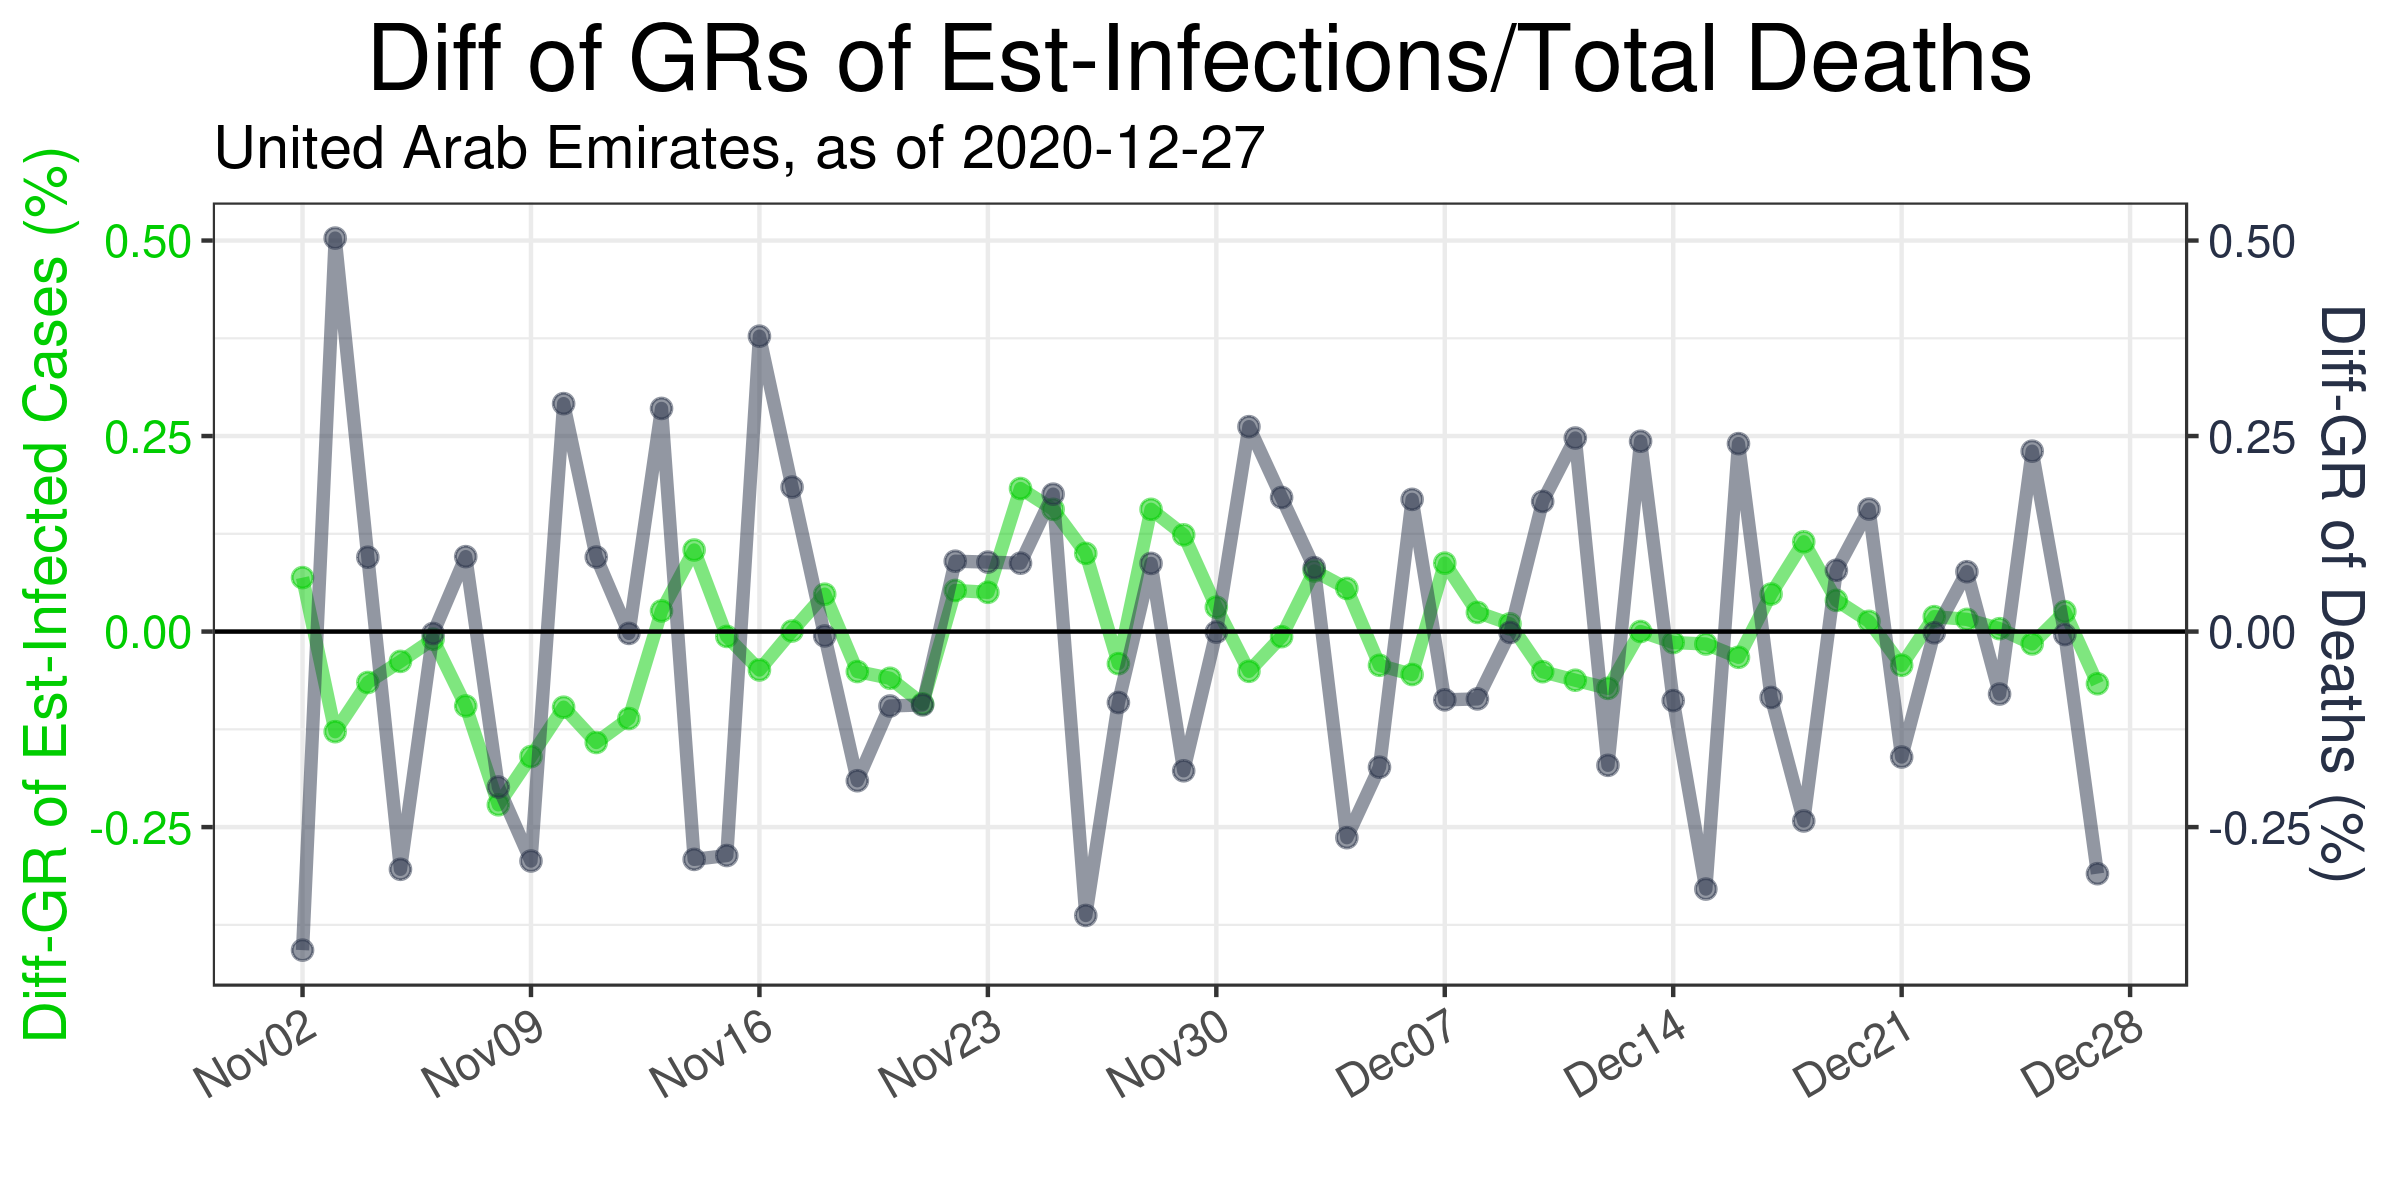 Diff of GRs of Est-Infections/Total Deaths
United Arab Emirates, as of 2020-12-27
Diff-GR of Est-Infected Cases (%)
0.50
0.25
0.00
-0.25
0.50
0.25
0.00
-0.25
Diff-GR of Deaths (%)
Nov02
Nov09
Nov16
Nov23
Nov30
Dec07
Dec14
Dec21
Dec28